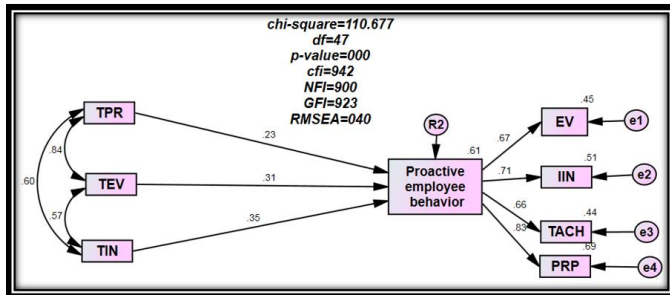 chi-square=110.677
df=47
p-value=000
cfi=942
NFI=900
GFI=923
RMSEA=040
TPR
TEV
TIN
.84
.60
.57
.23
.31
.35
R2
.61
Proactive
employee
behavior
.67
.71
.66
.83
.45
EV
e1
.51
IIN
e2
.44
TACH
e3
.69
PRP
e4